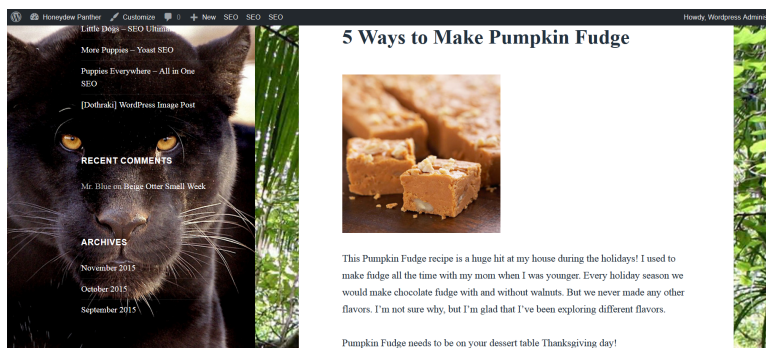 Honeydew Panther Customize 0 New SEO SEO SEO Howdy, Wordpress Adminis
Little Dogs – SEO Ultimate
More Puppies – Yoast SEO
Puppies Everywhere – All in One
SEO
[Dothraki] WordPress Image Post
RECENT COMMENTS
Mr. Blue on Beige Otter Smell Week
ARCHIVES
November 2015
October 2015
September 2015
5 Ways to Make Pumpkin Fudge
This Pumpkin Fudge recipe is a huge hit at my house during the holidays! I used to
make fudge all the time with my mom when I was younger. Every holiday season we
would make chocolate fudge with and without walnuts. But we never made any other
flavors. I'm not sure why, but I'm glad that I've been exploring different flavors.
Pumpkin Fudge needs to be on your dessert table Thanksgiving day!